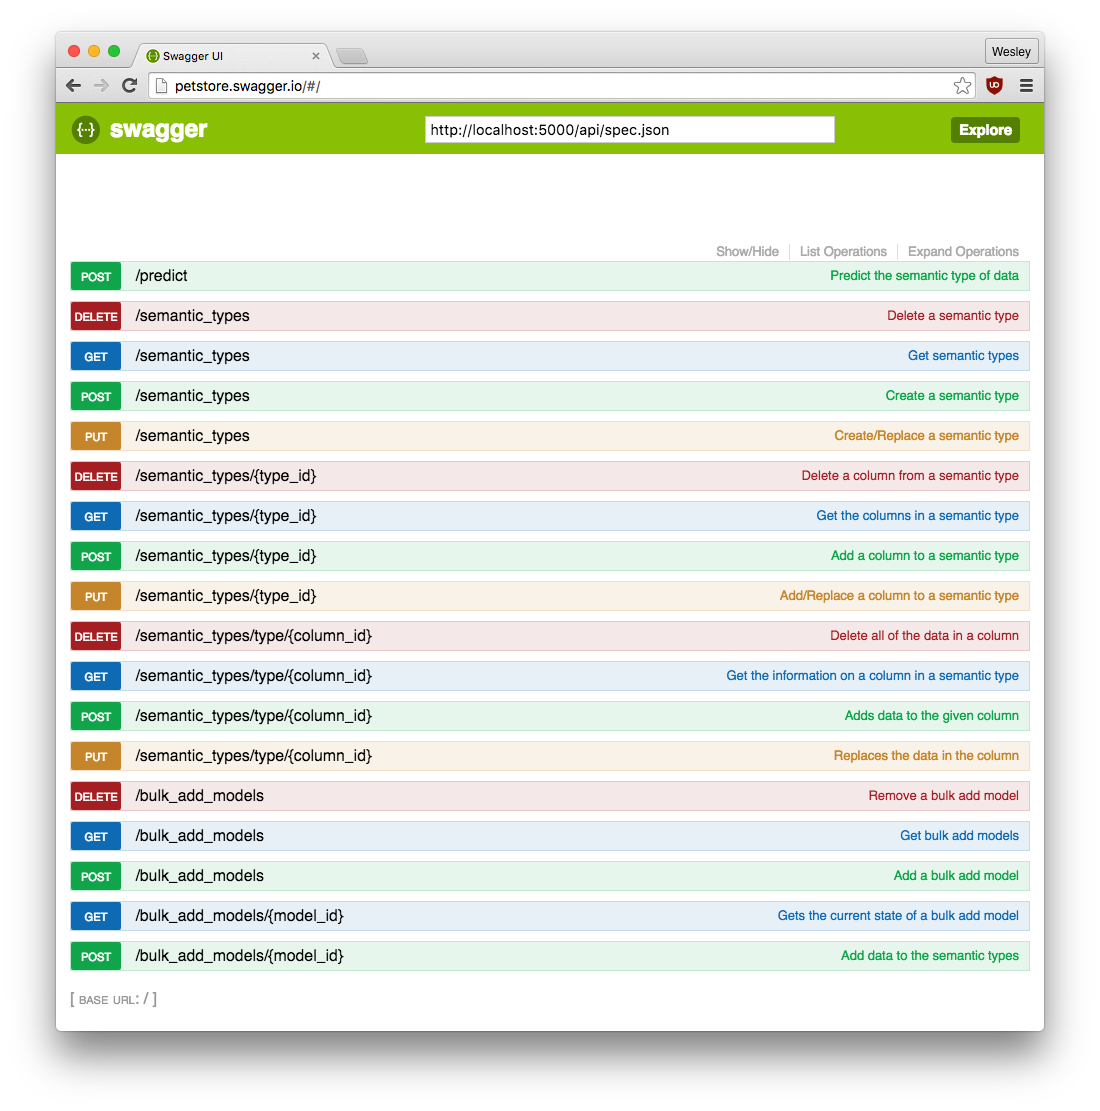 Swagger UI
Wesley
petstore.swagger.io/#/
{··} swagger http://localhost:5000/api/spec.json Explore
Show/Hide List Operations Expand Operations
POST /predict Predict the semantic type of data
DELETE /semantic_types Delete a semantic type
GET /semantic_types Get semantic types
POST /semantic_types Create a semantic type
PUT /semantic_types Create/Replace a semantic type
DELETE /semantic_types/{type_id} Delete a column from a semantic type
GET /semantic_types/{type_id} Get the columns in a semantic type
POST /semantic_types/{type_id} Add a column to a semantic type
PUT /semantic_types/{type_id} Add/Replace a column to a semantic type
DELETE /semantic_types/type/{column_id} Delete all of the data in a column
GET /semantic_types/type/{column_id} Get the information on a column in a semantic type
POST /semantic_types/type/{column_id} Adds data to the given column
PUT /semantic_types/type/{column_id} Replaces the data in the column
DELETE /bulk_add_models Remove a bulk add model
GET /bulk_add_models Get bulk add models
POST /bulk_add_models Add a bulk add model
GET /bulk_add_models/{model_id} Gets the current state of a bulk add model
POST /bulk_add_models/{model_id} Add data to the semantic types
[ BASE URL: / ]